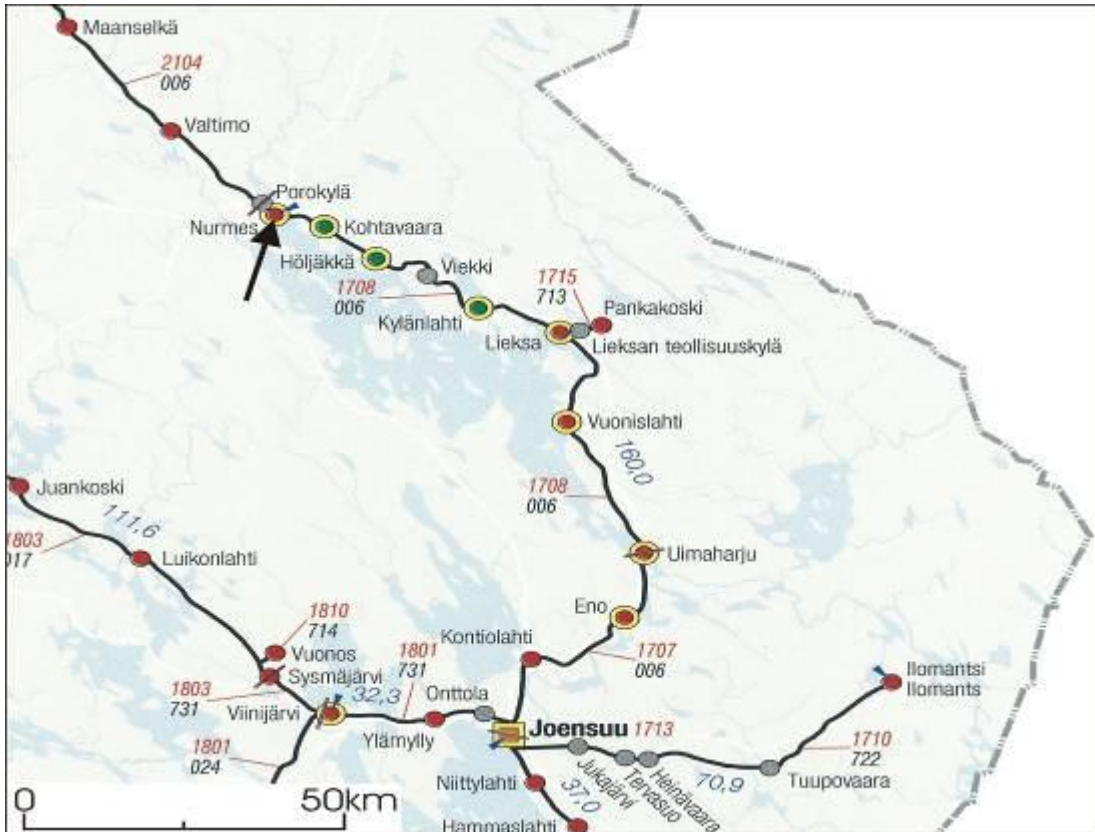 Maanselkä
2104
006
Valtimo
Porokylä
Nurmes
Kohtavaara
Höljäkkä
Viekki
1708
006
Kylänlahti
1715
713
Pankakoski
Lieksa
Lieksan teollisuuskylä
Vuonislahti
160,0
1708
006
Juankoski
111,6
1803
017
Luikonlahti
Uimaharju
Eno
1810
714
Vuonos
Kontiolahti
1707
006
Sysmäjärvi
1801
731
1803
731
Viinijärvi
32,3
Onttola
Ilomantsi
Ilomants
Ylämylly
Joensuu
1713
1801
024
Jukajärvi
Tervasuo
Heinävaara
70,9
1710
722
Tuupovaara
Niittylahti
37,0
0
50km
Hammaslahti